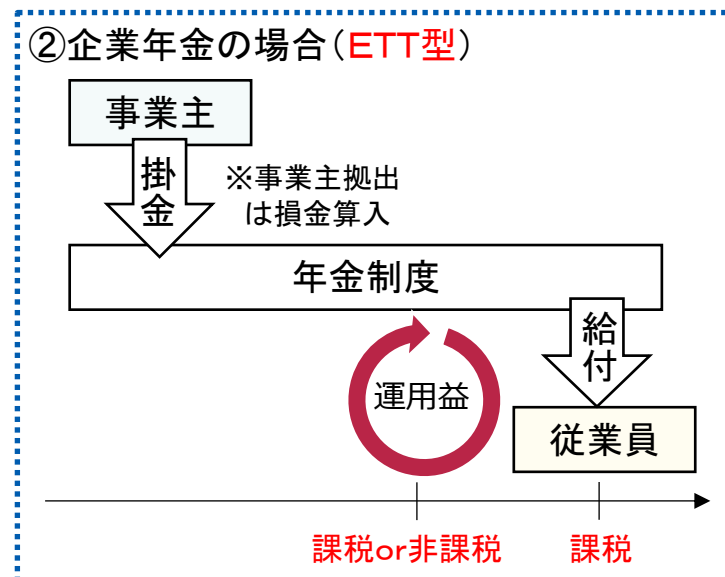 ②企業年金の場合(ETT型)
事業主
掛金
※事業主拠出
は損金算入
年金制度
給付
運用益
従業員
課税or非課税
課税